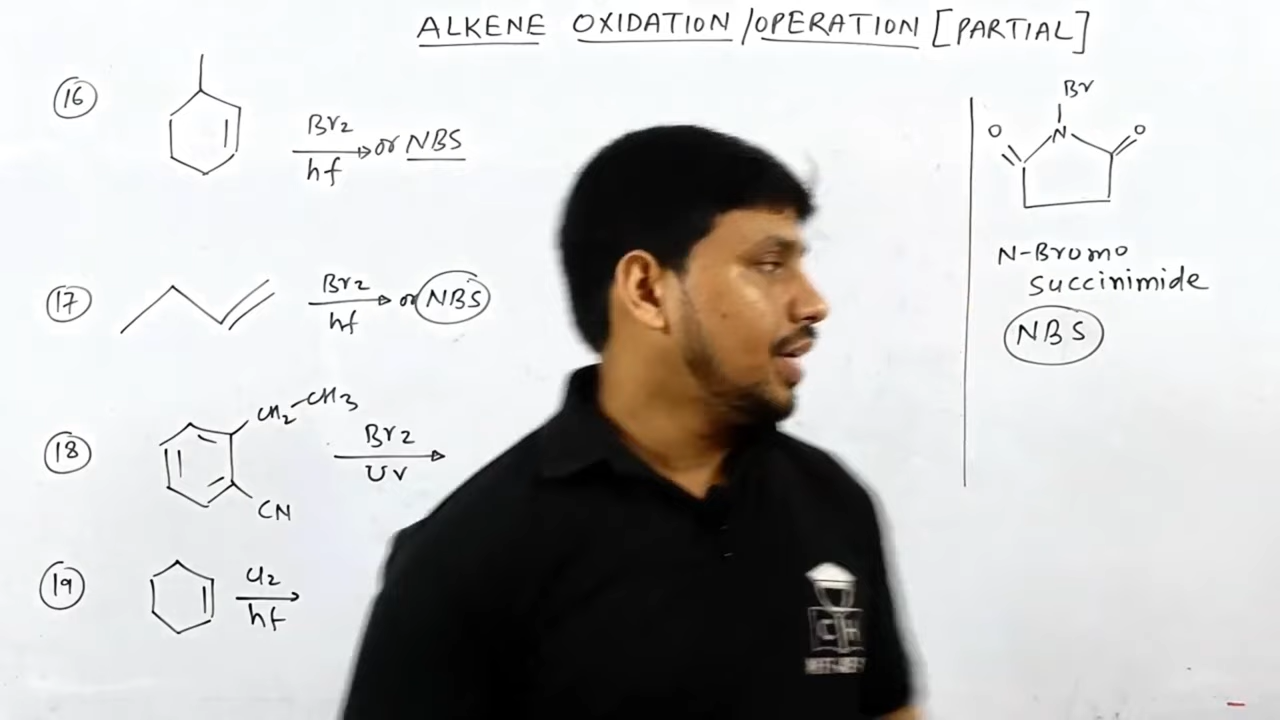 ALKENE OXIDATION/OPERATION [PARTIAL]
16
Br2
hf
or NBS
17
Br2
hf
or NBS
18
CH2-CH3
CN
Br2
UV
19
Cl2
hf
Br
N
O
O
N-Bromo
succinimide
NBS
C H